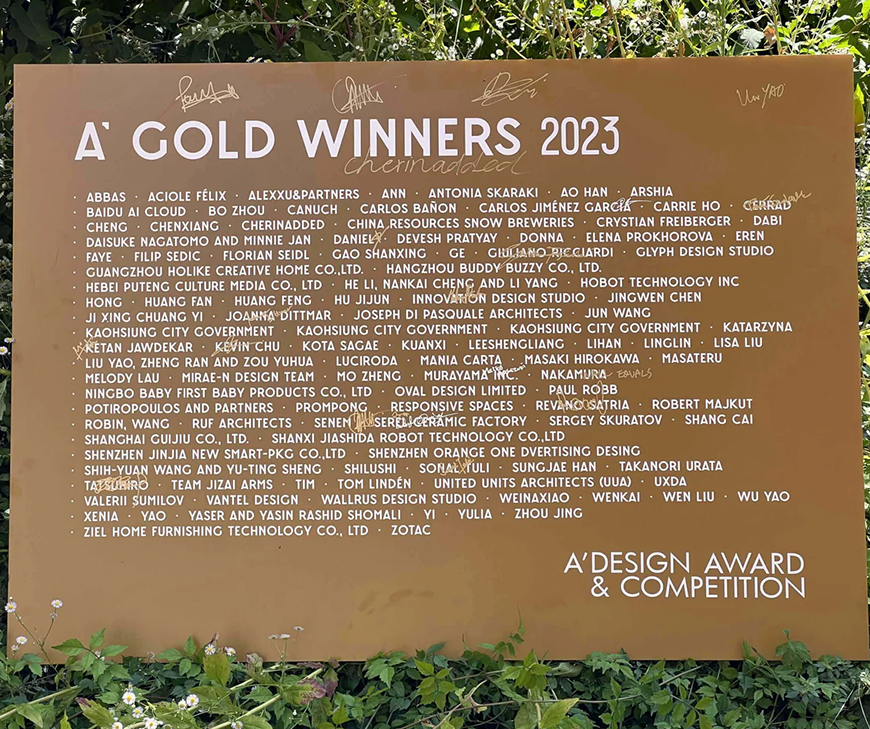 Wu YAO
A' GOLD WINNERS 2023
cherinadded
· ABBAS · ACIOLE FÉLIX · ALEXXU&PARTNERS · ANN · ANTONIA SKARAKI · AO HAN · ARSHIA
· BAIDU AI CLOUD · BO ZHOU · CANUCH · CARLOS BAÑON · CARLOS JIMÉNEZ GARCÍA · CARRIE HO · CERRAD
· CHENG · CHENXIANG · CHERINADDED · CHINA RESOURCES SNOW BREWERIES · CRYSTIAN FREIBERGER · DABI
· DAISUKE NAGATOMO AND MINNIE JAN · DANIEL · DEVESH PRATYAY · DONNA · ELENA PROKHOROVA · EREN
· FAYE · FILIP SEDIC · FLORIAN SEIDL · GAO SHANXING · GE · GIULIANO RICCIARDI · GLYPH DESIGN STUDIO
· GUANGZHOU HOLIKE CREATIVE HOME CO.,LTD. · HANGZHOU BUDDY BUZZY CO., LTD.
· HEBEI PUTENG CULTURE MEDIA CO., LTD · HE LI, NANKAI CHENG AND LI YANG · HOBOT TECHNOLOGY INC
· HONG · HUANG FAN · HUANG FENG · HU JIJUN · INNOVATION DESIGN STUDIO · JINGWEN CHEN
· JI XING CHUANG YI · JOANNA DITTMAR · JOSEPH DI PASQUALE ARCHITECTS · JUN WANG
· KAOHSIUNG CITY GOVERNMENT · KAOHSIUNG CITY GOVERNMENT · KAOHSIUNG CITY GOVERNMENT · KATARZYNA
· KETAN JAWDEKAR · KEVIN CHU · KOTA SAGAE · KUANXI · LEESHENGLIANG · LIHAN · LINGLIN · LISA LIU
· LIU YAO, ZHENG RAN AND ZOU YUHUA · LUCIRODA · MANIA CARTA · MASAKI HIROKAWA · MASATERU
· MELODY LAU · MIRAE-N DESIGN TEAM · MO ZHENG · MURAYAMA INC. · NAKAMURA EQUALS
· NINGBO BABY FIRST BABY PRODUCTS CO., LTD · OVAL DESIGN LIMITED · PAUL ROBB
· POTIROPOULOS AND PARTNERS · PROMPONG · RESPONSIVE SPACES · REVANO SATRIA · ROBERT MAJKUT
· ROBIN, WANG · RUF ARCHITECTS · SENEM · SEREL CERAMIC FACTORY · SERGEY SKURATOV · SHANG CAI
· SHANGHAI GUIJIU CO., LTD. · SHANXI JIASHIDA ROBOT TECHNOLOGY CO.,LTD
· SHENZHEN JINJIA NEW SMART-PKG CO.,LTD · SHENZHEN ORANGE ONE DVERTISING DESING
· SHIH-YUAN WANG AND YU-TING SHENG · SHILUSHI · SONAL TULI · SUNGJAE HAN · TAKANORI URATA
· TATSUHIRO · TEAM JIZAI ARMS · TIM · TOM LINDÉN · UNITED UNITS ARCHITECTS (UUA) · UXDA
· VALERII SUMILOV · VANTEL DESIGN · WALLRUS DESIGN STUDIO · WEINAXIAO · WENKAI · WEN LIU · WU YAO
· XENIA · YAO · YASER AND YASIN RASHID SHOMALI · YI · YULIA · ZHOU JING
· ZIEL HOME FURNISHING TECHNOLOGY CO., LTD · ZOTAC
A'DESIGN AWARD
& COMPETITION